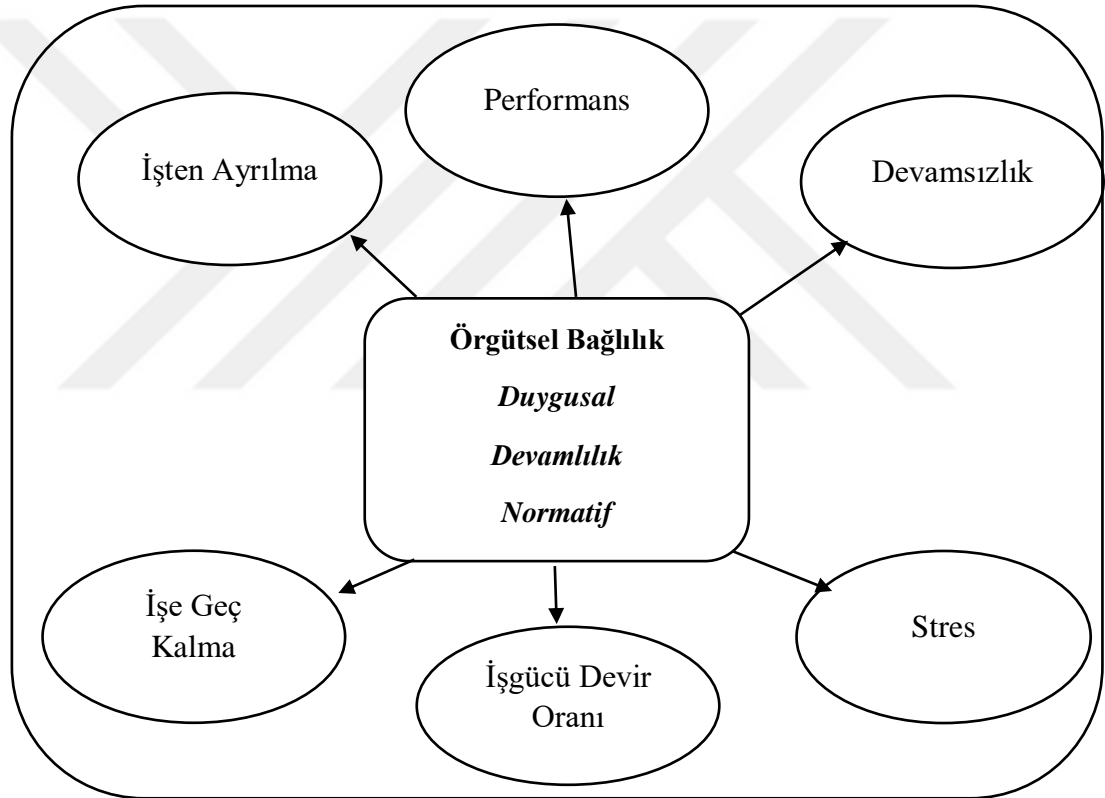 Performans
İşten Ayrılma
Devamsızlık
Örgütsel Bağlılık
Duygusal
Devamlılık
Normatif
İşe Geç
Kalma
Stres
İşgücü Devir
Oranı